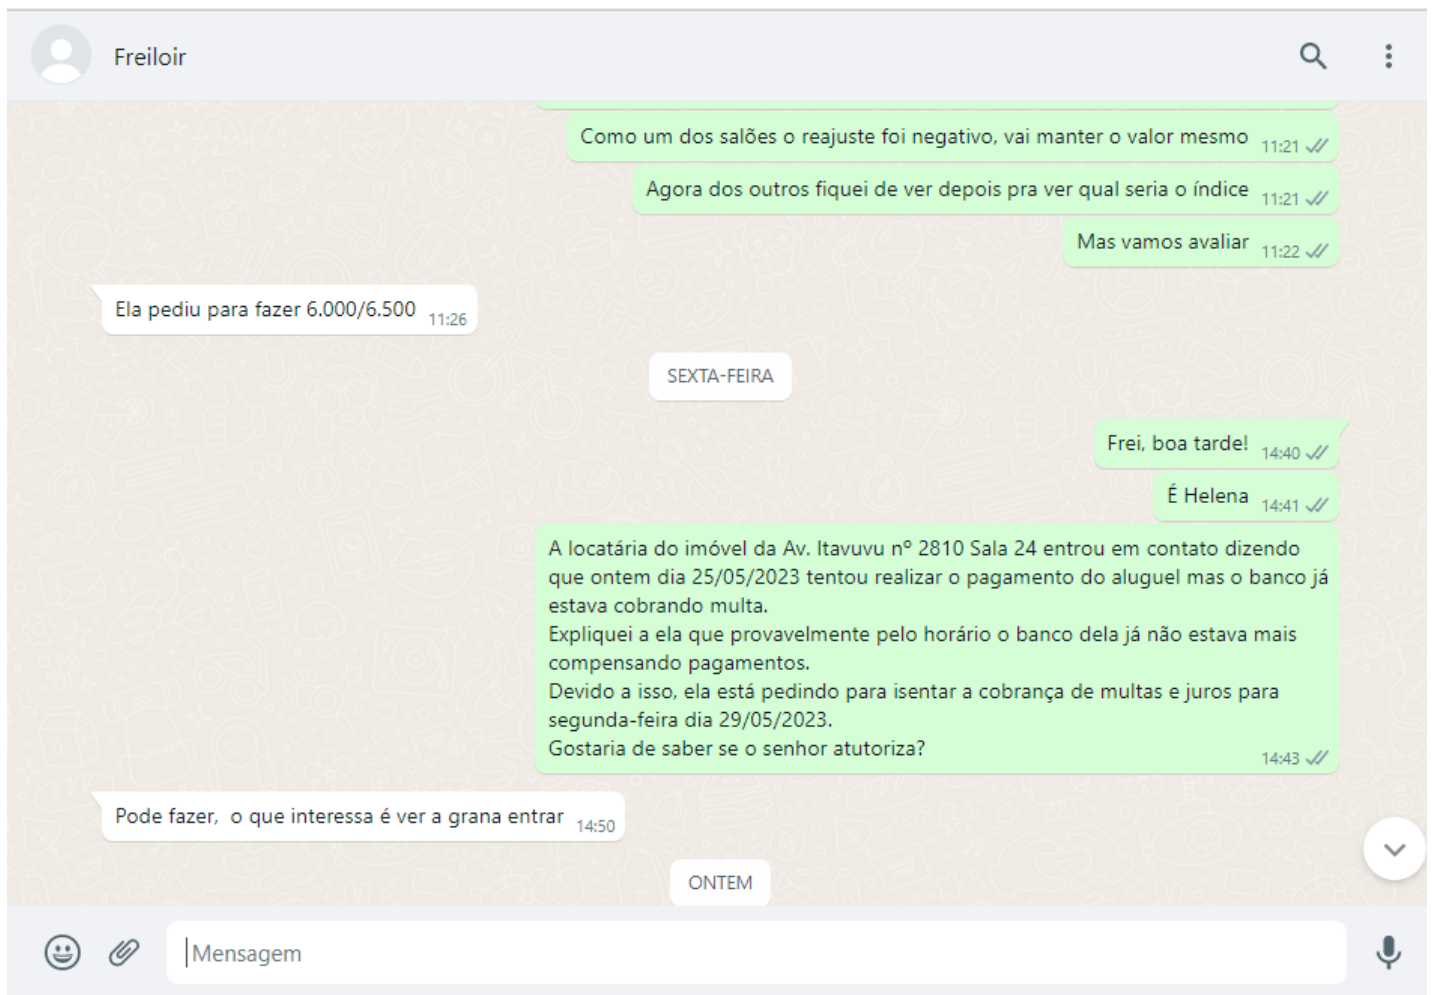 Freiloir
Como um dos salões o reajuste foi negativo, vai manter o valor mesmo 11:21
Agora dos outros fiquei de ver depois pra ver qual seria o índice 11:21
Mas vamos avaliar 11:22
Ela pediu para fazer 6.000/6.500 11:26
SEXTA-FEIRA
Frei, boa tarde! 14:40
É Helena 14:41
A locatária do imóvel da Av. Itavuvu nº 2810 Sala 24 entrou em contato dizendo
que ontem dia 25/05/2023 tentou realizar o pagamento do aluguel mas o banco já
estava cobrando multa.
Expliquei a ela que provavelmente pelo horário o banco dela já não estava mais
compensando pagamentos.
Devido a isso, ela está pedindo para isentar a cobrança de multas e juros para
segunda-feira dia 29/05/2023.
Gostaria de saber se o senhor atutoriza? 14:43
Pode fazer,  o que interessa é ver a grana entrar 14:50
ONTEM
Mensagem